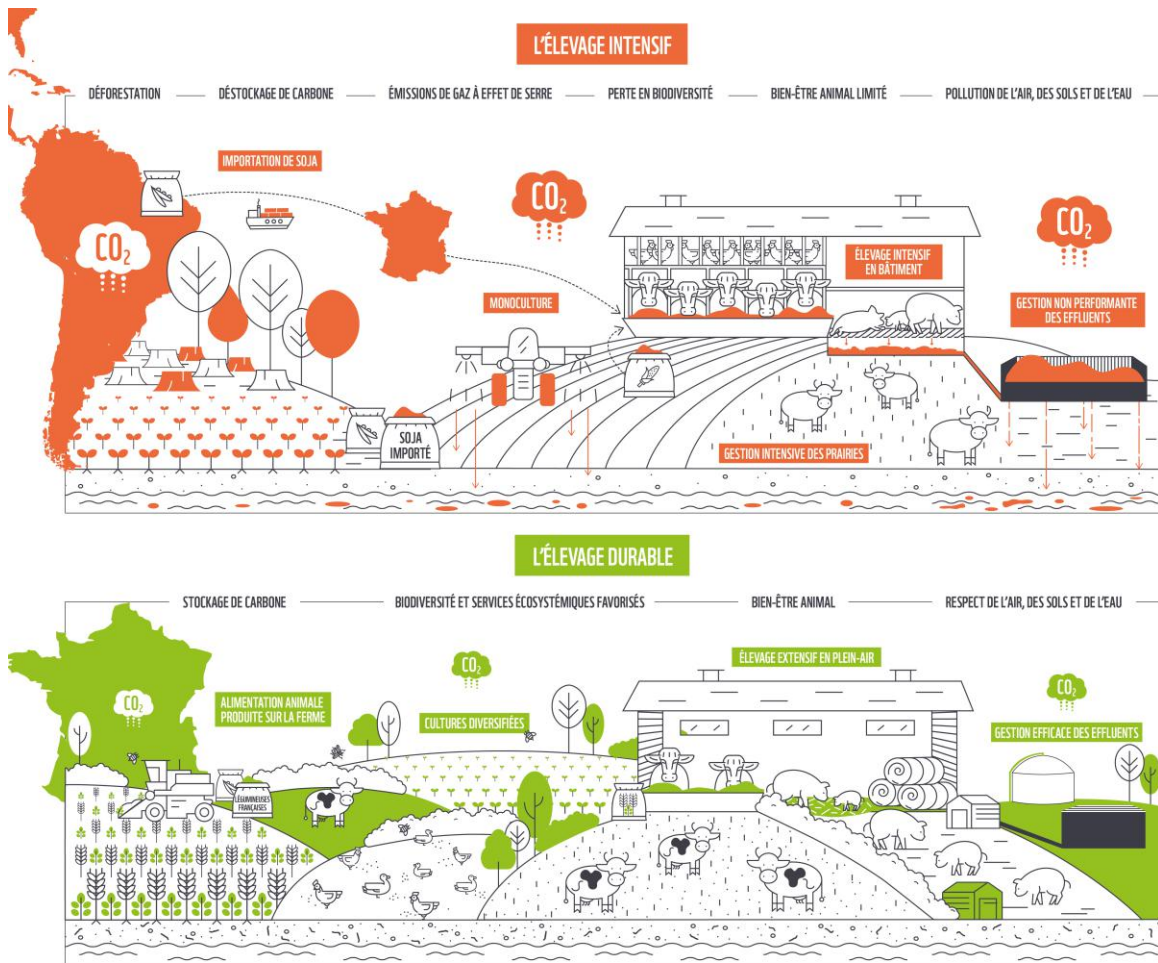 L'ÉLEVAGE INTENSIF
DÉFORESTATION
DÉSTOCKAGE DE CARBONE
ÉMISSIONS DE GAZ À EFFET DE SERRE
PERTE EN BIODIVERSITÉ
BIEN-ÊTRE ANIMAL LIMITÉ
POLLUTION DE L'AIR, DES SOLS ET DE L'EAU
IMPORTATION DE SOJA
CO2
CO2
CO2
ÉLEVAGE INTENSIF
EN BÂTIMENT
MONOCULTURE
GESTION NON PERFORMANTE
DES EFFLUENTS
SOJA
IMPORTÉ
GESTION INTENSIVE DES PRAIRIES
L'ÉLEVAGE DURABLE
STOCKAGE DE CARBONE
BIODIVERSITÉ ET SERVICES ÉCOSYSTÉMIQUES FAVORISÉS
BIEN-ÊTRE ANIMAL
RESPECT DE L'AIR, DES SOLS ET DE L'EAU
ÉLEVAGE EXTENSIF EN PLEIN-AIR
CO2
CO2
CO2
ALIMENTATION ANIMALE
PRODUITE SUR LA FERME
CULTURES DIVERSIFIÉES
GESTION EFFICACE DES EFFLUENTS
LÉGUMINEUSES
FRANÇAISES